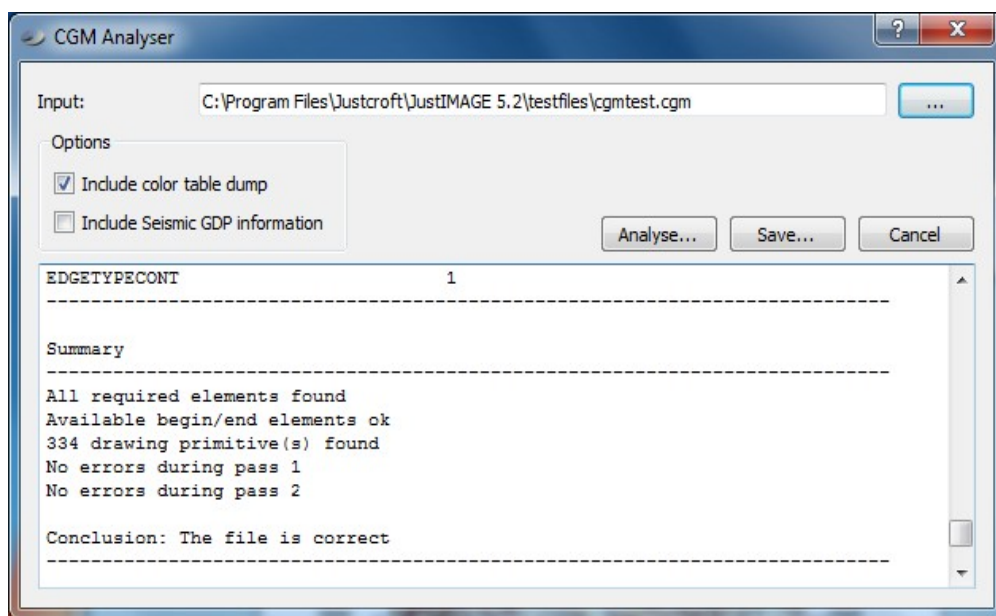 CGM Analyser
? X
Input: C:\Program Files\Justcroft\JustIMAGE 5.2\testfiles\cgmtest.cgm ...
Options
Include color table dump
Include Seismic GDP information
Analyse... Save... Cancel
EDGETYPECONT 1
--------------------------------------------------------------------------
Summary
--------------------------------------------------------------------------
All required elements found
Available begin/end elements ok
334 drawing primitive(s) found
No errors during pass 1
No errors during pass 2
Conclusion: The file is correct
--------------------------------------------------------------------------